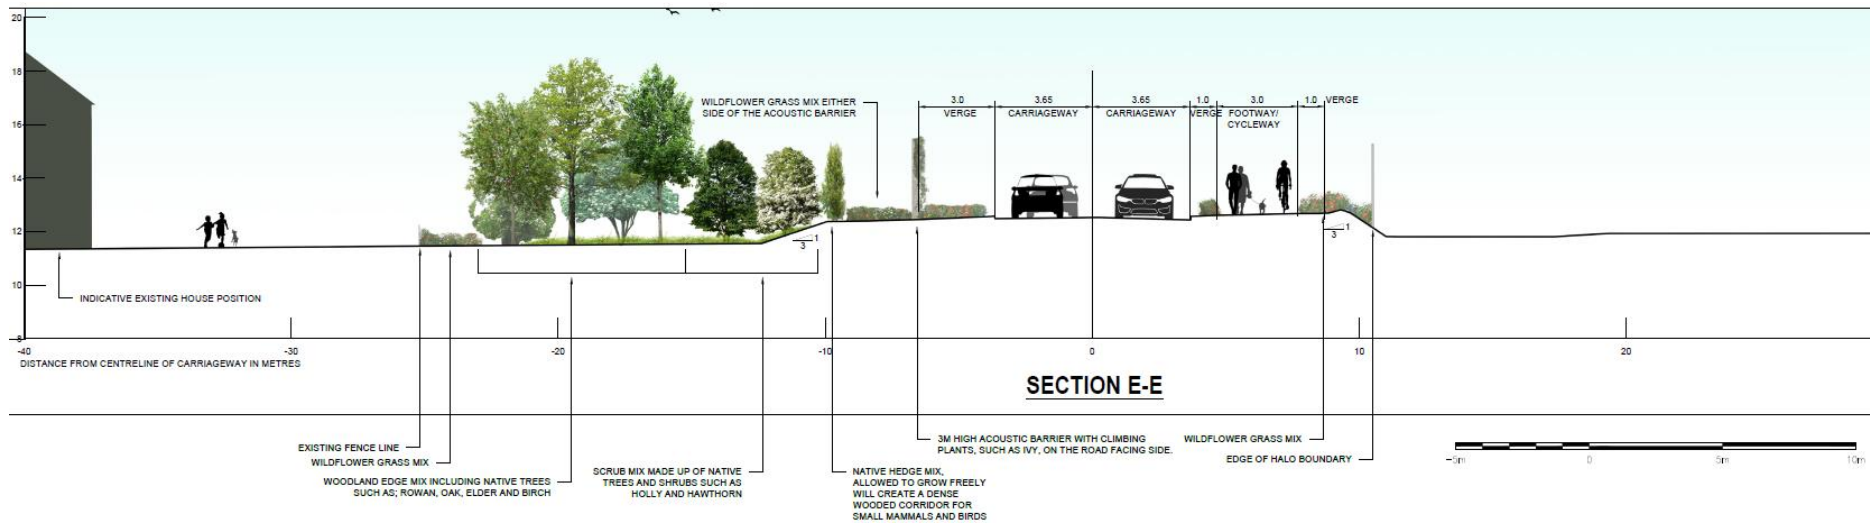 20
18
16
14
12
10
8
WILDFLOWER GRASS MIX EITHER
SIDE OF THE ACOUSTIC BARRIER
3.0
VERGE
3.65
CARRIAGEWAY
3.65
CARRIAGEWAY
1.0
VERGE
3.0
FOOTWAY/
CYCLEWAY
1.0
VERGE
1
3
1
3
INDICATIVE EXISTING HOUSE POSITION
-40
-30
-20
-10
0
10
20
DISTANCE FROM CENTRELINE OF CARRIAGEWAY IN METRES
SECTION E-E
EXISTING FENCE LINE
WILDFLOWER GRASS MIX
WOODLAND EDGE MIX INCLUDING NATIVE TREES
SUCH AS; ROWAN, OAK, ELDER AND BIRCH
SCRUB MIX MADE UP OF NATIVE
TREES AND SHRUBS SUCH AS
HOLLY AND HAWTHORN
NATIVE HEDGE MIX,
ALLOWED TO GROW FREELY
WILL CREATE A DENSE
WOODED CORRIDOR FOR
SMALL MAMMALS AND BIRDS
3M HIGH ACOUSTIC BARRIER WITH CLIMBING
PLANTS, SUCH AS IVY, ON THE ROAD FACING SIDE.
WILDFLOWER GRASS MIX
EDGE OF HALO BOUNDARY
-5m
0
5m
10m